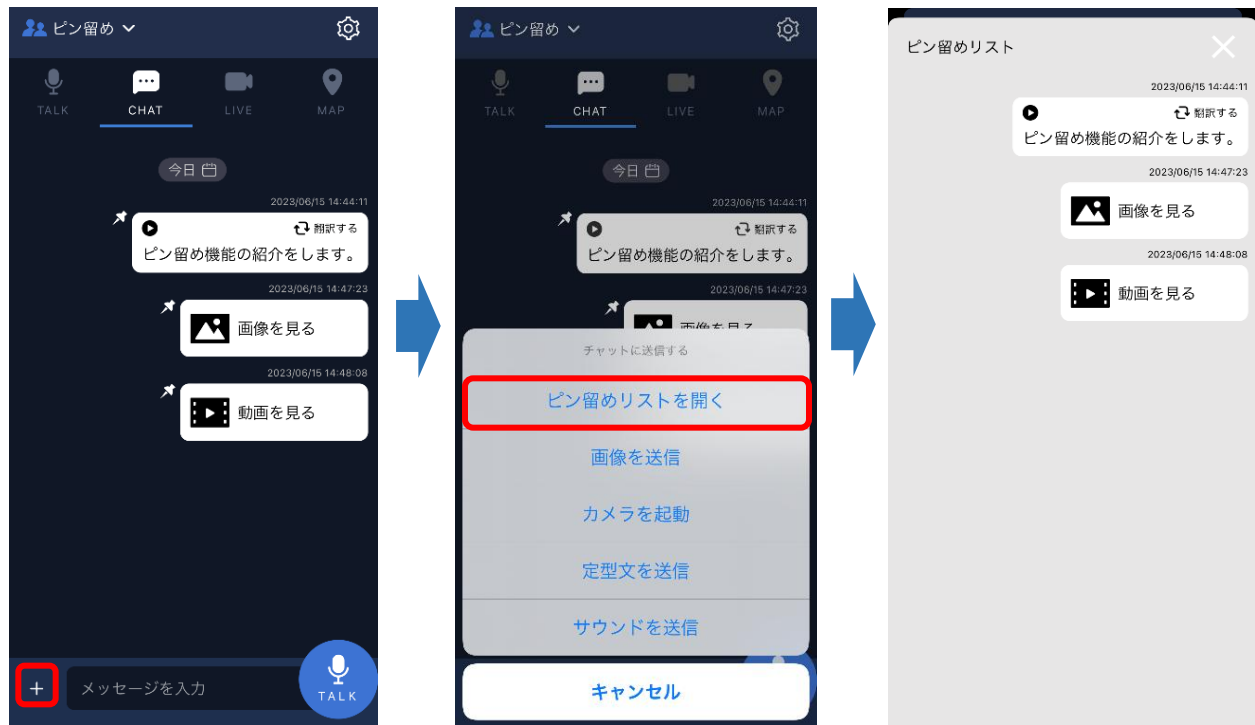 ピン留め
TALK
CHAT
LIVE
MAP
今日
2023/06/15 14:44:11
翻訳する
ピン留め機能の紹介をします。
2023/06/15 14:47:23
画像を見る
2023/06/15 14:48:08
動画を見る
+
メッセージを入力
TALK
ピン留め
TALK
CHAT
LIVE
MAP
今日
2023/06/15 14:44:11
翻訳する
ピン留め機能の紹介をします。
2023/06/15 14:47:23
画像を見る
チャットに送信する
ピン留めリストを開く
画像を送信
カメラを起動
定型文を送信
サウンドを送信
キャンセル
ピン留めリスト
2023/06/15 14:44:11
翻訳する
ピン留め機能の紹介をします。
2023/06/15 14:47:23
画像を見る
2023/06/15 14:48:08
動画を見る